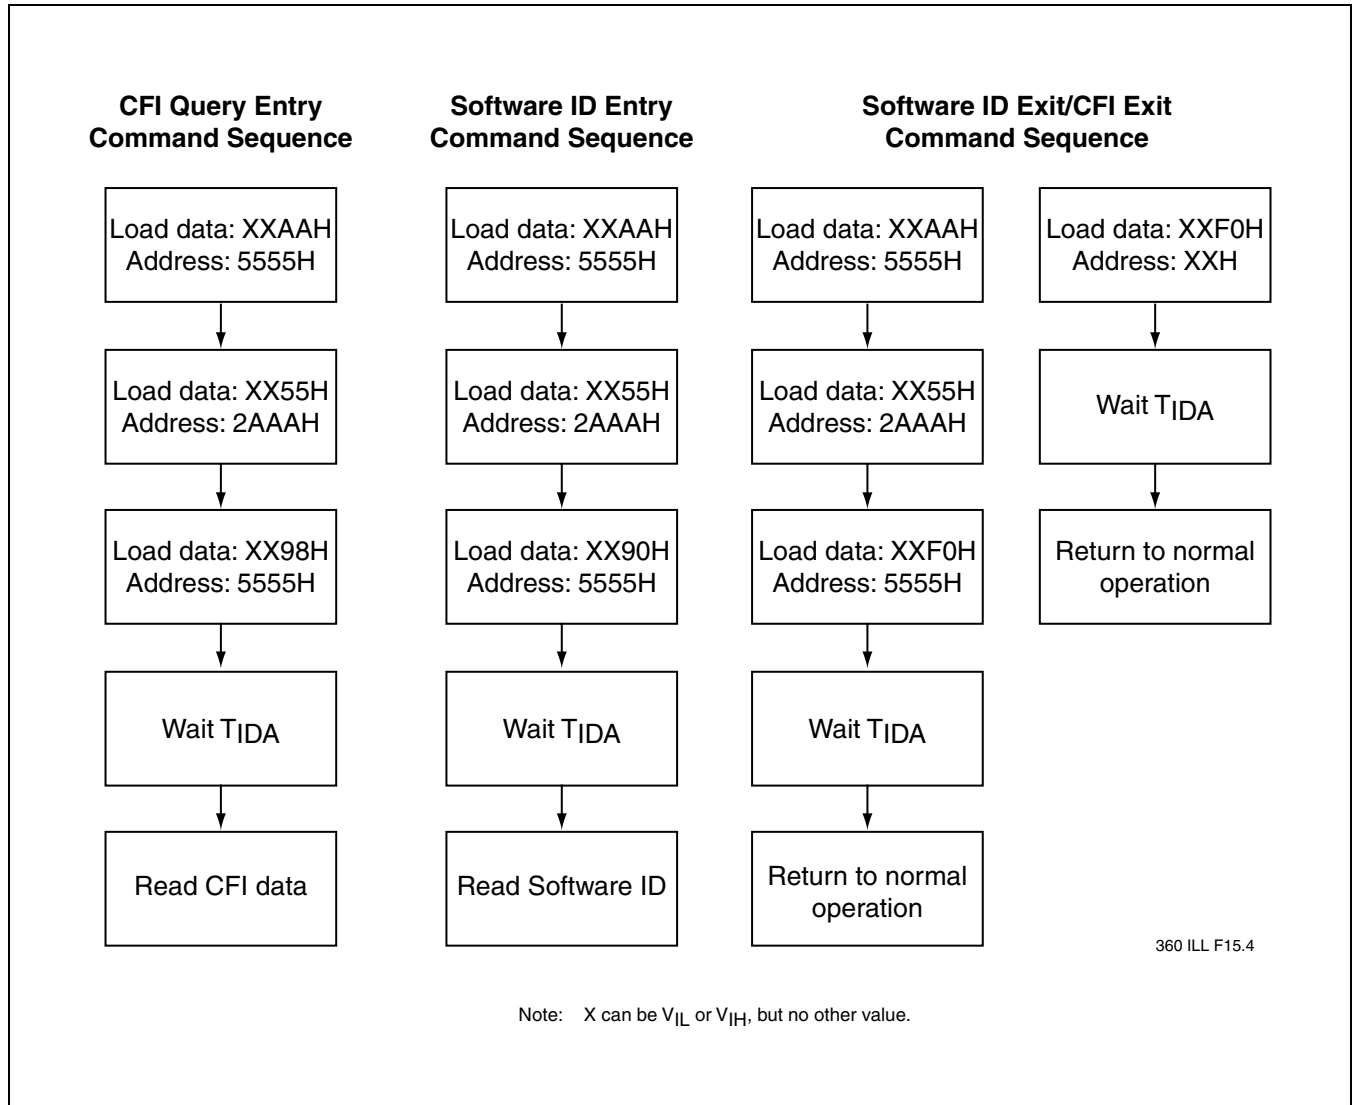 CFI Query Entry
Command Sequence
Load data: XXAAH
Address: 5555H
Load data: XX55H
Address: 2AAAH
Load data: XX98H
Address: 5555H
Wait TIDA
Read CFI data
Software ID Entry
Command Sequence
Load data: XXAAH
Address: 5555H
Load data: XX55H
Address: 2AAAH
Load data: XX90H
Address: 5555H
Wait TIDA
Read Software ID
Software ID Exit/CFI Exit
Command Sequence
Load data: XXAAH
Address: 5555H
Load data: XX55H
Address: 2AAAH
Load data: XXF0H
Address: 5555H
Wait TIDA
Return to normal
operation
Load data: XXF0H
Address: XXH
Wait TIDA
Return to normal
operation
360 ILL F15.4
Note: X can be VIL or VIH, but no other value.